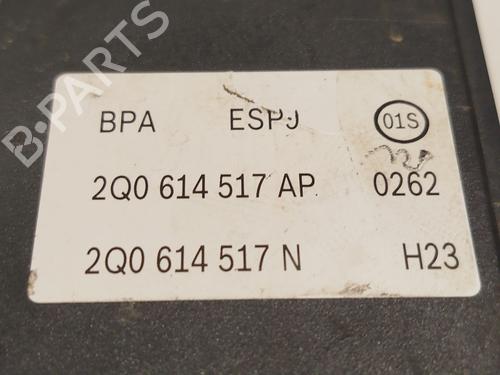 B-PARTS
BPA ESPJ 01S
2Q0 614 517 AP 0262
2Q0 614 517 N H23